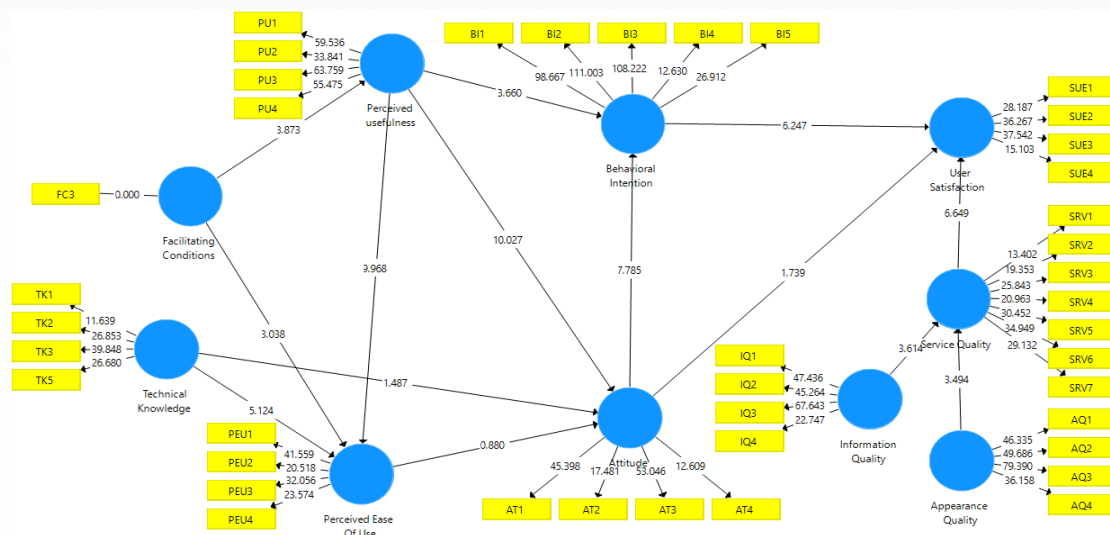 PU1
PU2
PU3
PU4
59.536
33.841
63.759
55.475
Perceived
usefulness
BI1
BI2
BI3
BI4
BI5
98.667
111.003
108.222
12.630
26.912
Behavioral
Intention
3.660
6.247
SUE1
SUE2
SUE3
SUE4
28.187
36.267
37.542
15.103
User
Satisfaction
3.873
FC3
0.000
Facilitating
Conditions
9.968
10.027
7.785
1.739
6.649
SRV1
SRV2
SRV3
SRV4
SRV5
SRV6
SRV7
13.402
19.353
25.843
20.963
30.452
34.949
29.132
Service Quality
TK1
TK2
TK3
TK5
11.639
26.853
39.848
26.680
Technical
Knowledge
3.038
1.487
5.124
0.880
3.614
3.494
IQ1
IQ2
IQ3
IQ4
47.436
45.264
67.643
22.747
Information
Quality
PEU1
PEU2
PEU3
PEU4
41.559
20.518
32.056
23.574
Perceived Ease
Of Use
Attitude
45.398
17.481
53.046
12.609
AT1
AT2
AT3
AT4
AQ1
AQ2
AQ3
AQ4
46.335
49.686
79.390
36.158
Appearance
Quality